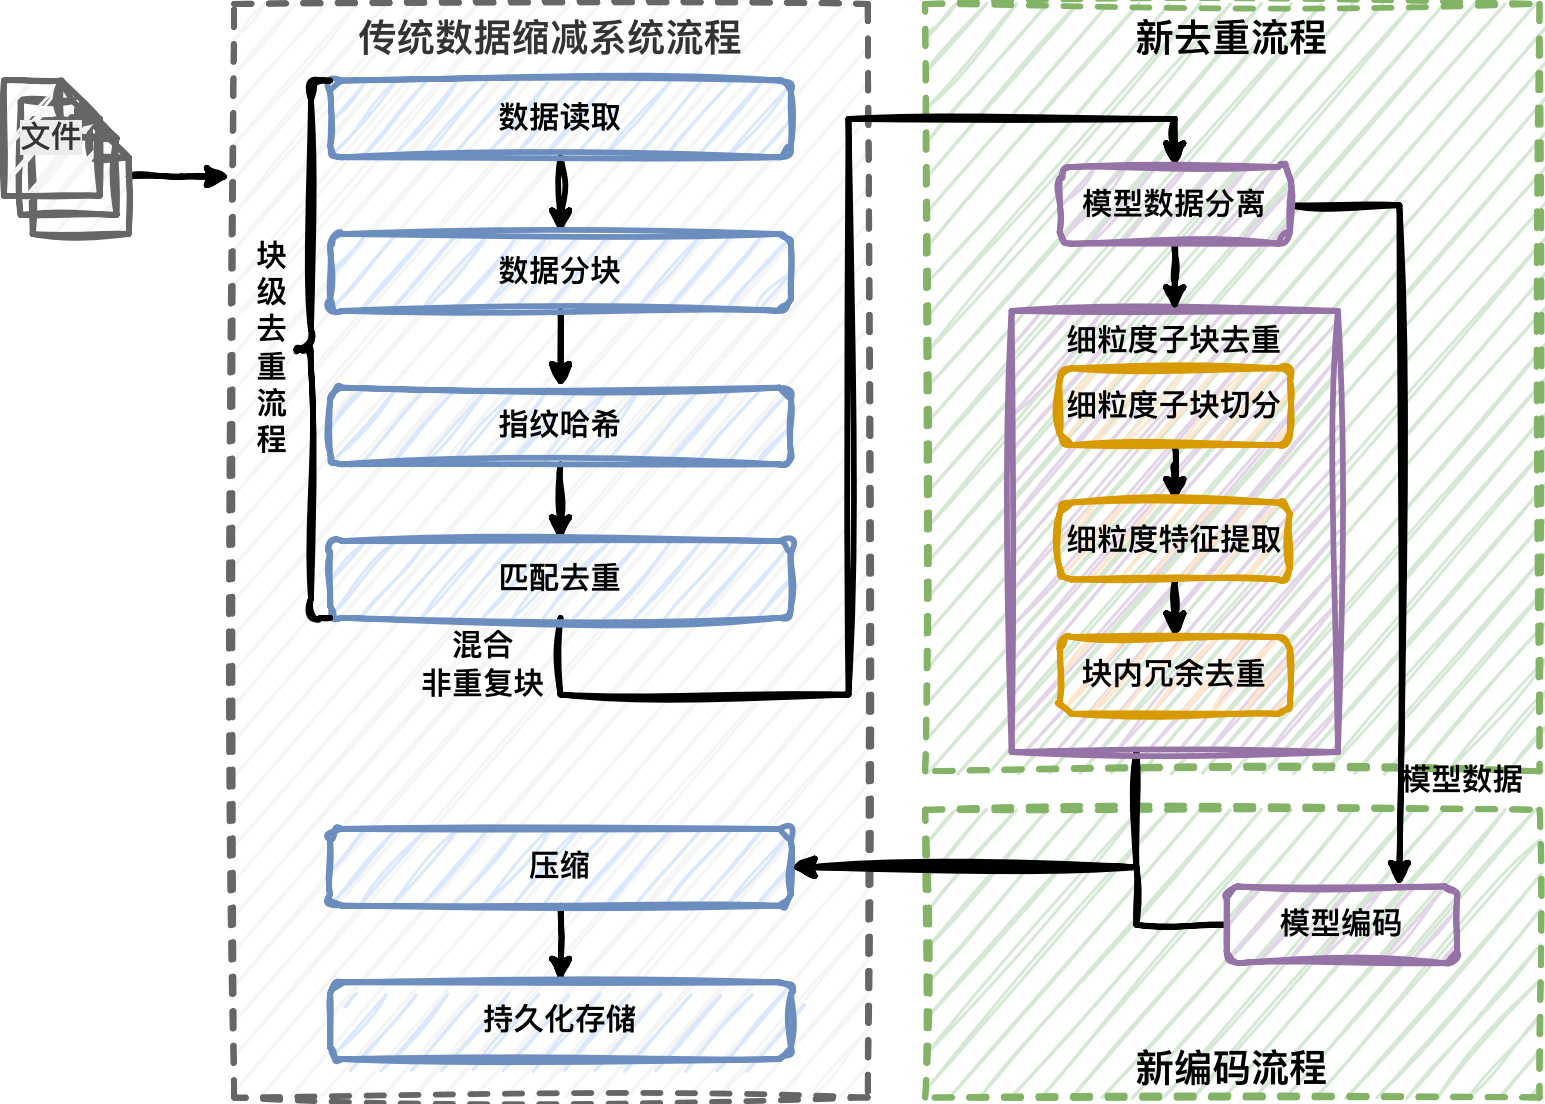 传统数据缩减系统流程
文件
块
级
去
重
流
程
数据读取
数据分块
指纹哈希
匹配去重
混合
非重复块
压缩
持久化存储
新去重流程
模型数据分离
细粒度子块去重
细粒度子块切分
细粒度特征提取
块内冗余去重
模型数据
模型编码
新编码流程